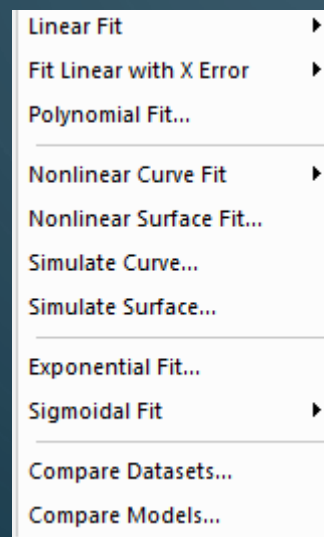 Linear Fit
Fit Linear with X Error
Polynomial Fit...
Nonlinear Curve Fit
Nonlinear Surface Fit...
Simulate Curve...
Simulate Surface...
Exponential Fit...
Sigmoidal Fit
Compare Datasets...
Compare Models...